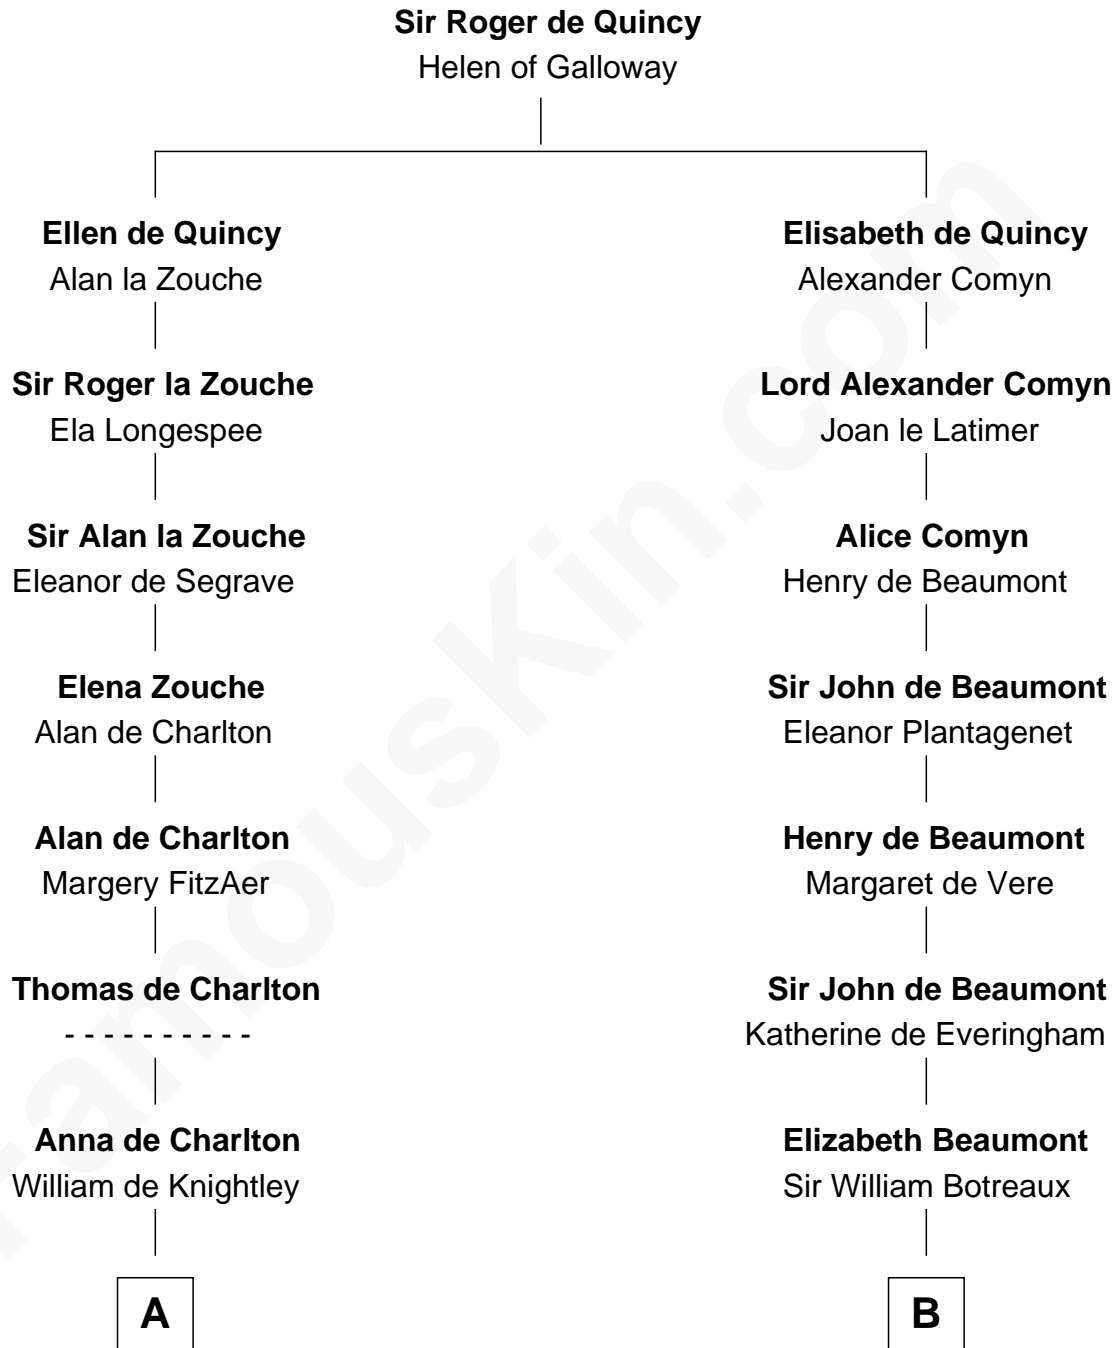 Sir Roger de Quincy
Helen of Galloway
Ellen de Quincy
Alan la Zouche
Elisabeth de Quincy
Alexander Comyn
Sir Roger la Zouche
Ela Longespee
Lord Alexander Comyn
Joan le Latimer
Sir Alan la Zouche
Eleanor de Segrave
Alice Comyn
Henry de Beaumont
Elena Zouche
Alan de Charlton
Sir John de Beaumont
Eleanor Plantagenet
Alan de Charlton
Margery FitzAer
Henry de Beaumont
Margaret de Vere
Thomas de Charlton
- - - - - - - - - -
Sir John de Beaumont
Katherine de Everingham
Anna de Charlton
William de Knightley
Elizabeth Beaumont
Sir William Botreaux
A
B
FamousKin.com